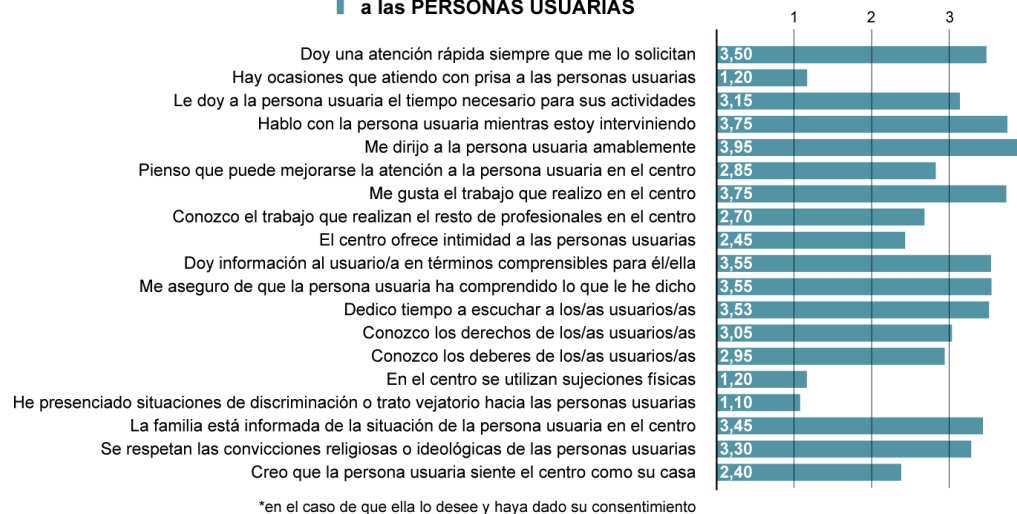 a las PERSONAS USUARIAS
1 2 3
Doy una atención rápida siempre que me lo solicitan 3,50
Hay ocasiones que atiendo con prisa a las personas usuarias 1,20
Le doy a la persona usuaria el tiempo necesario para sus actividades 3,15
Hablo con la persona usuaria mientras estoy interviniendo 3,75
Me dirijo a la persona usuaria amablemente 3,95
Pienso que puede mejorarse la atención a la persona usuaria en el centro 2,85
Me gusta el trabajo que realizo en el centro 3,75
Conozco el trabajo que realizan el resto de profesionales en el centro 2,70
El centro ofrece intimidad a las personas usuarias 2,45
Doy información al usuario/a en términos comprensibles para él/ella 3,55
Me aseguro de que la persona usuaria ha comprendido lo que le he dicho 3,55
Dedico tiempo a escuchar a los/as usuarios/as 3,53
Conozco los derechos de los/as usuarios/as 3,05
Conozco los deberes de los/as usuarios/as 2,95
En el centro se utilizan sujeciones físicas 1,20
He presenciado situaciones de discriminación o trato vejatorio hacia las personas usuarias 1,10
La familia está informada de la situación de la persona usuaria en el centro 3,45
Se respetan las convicciones religiosas o ideológicas de las personas usuarias 3,30
Creo que la persona usuaria siente el centro como su casa 2,40
*en el caso de que ella lo desee y haya dado su consentimiento